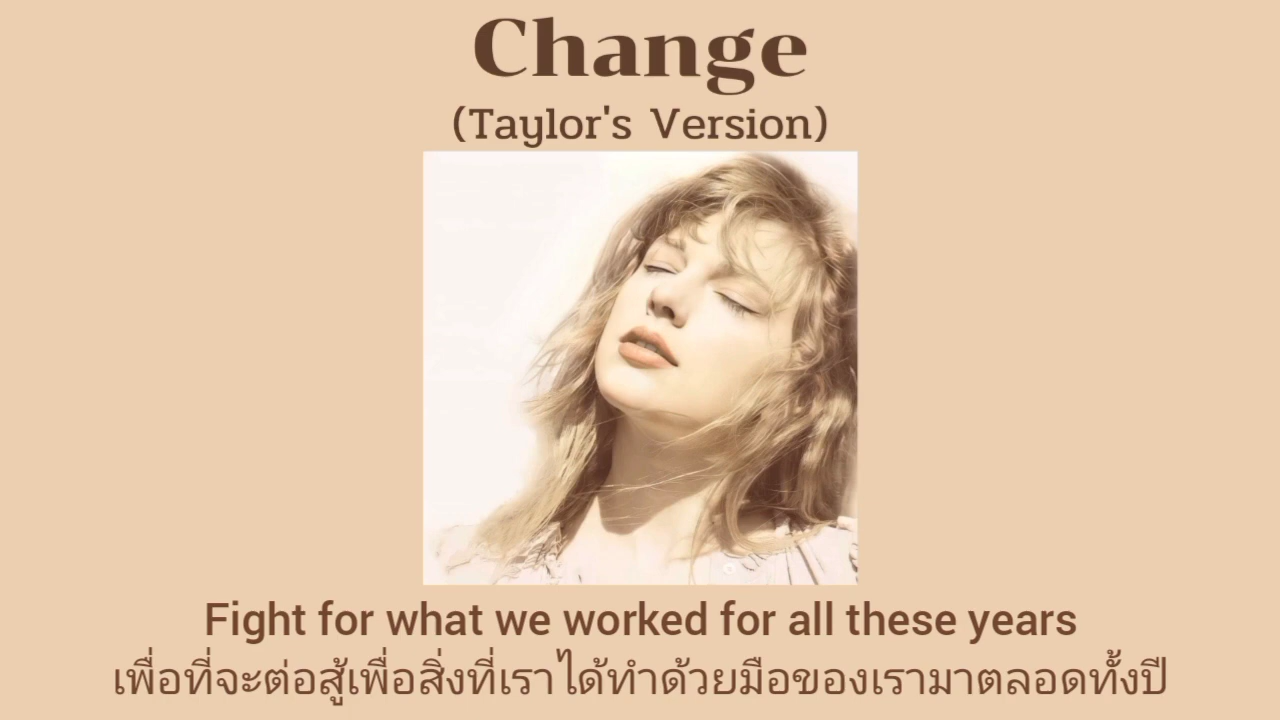 Change
(Taylor's Version)
Fight for what we worked for all these years
เพื่อที่จะต่อสู้เพื่อสิ่งที่เราได้ทำด้วยมือของเรามาตลอดทั้งปี